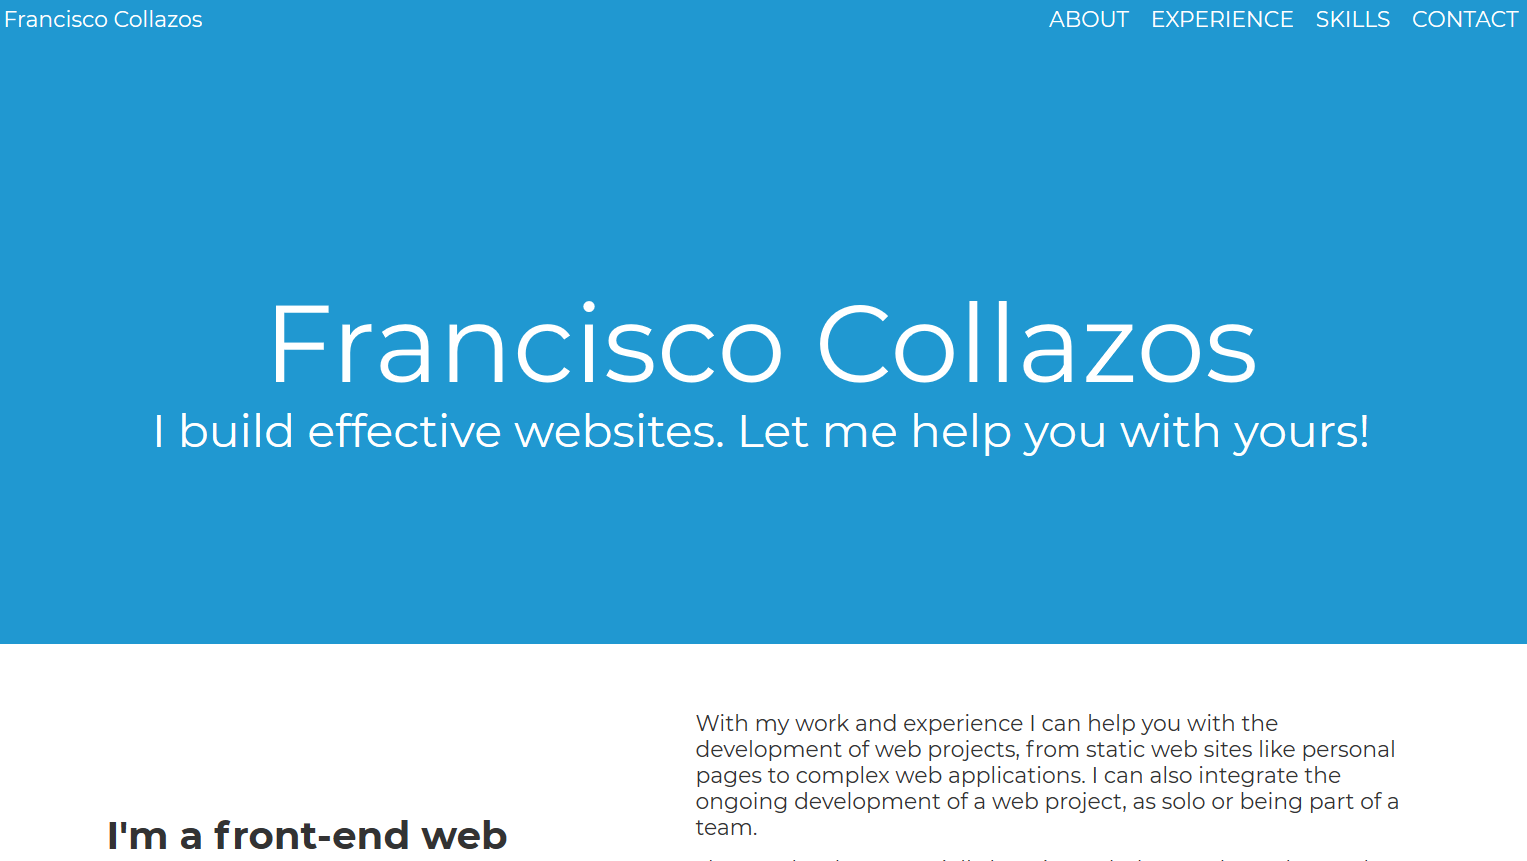 Francisco Collazos
ABOUT EXPERIENCE SKILLS CONTACT
Francisco Collazos
I build effective websites. Let me help you with yours!
I'm a front-end web
With my work and experience I can help you with the
development of web projects, from static web sites like personal
pages to complex web applications. I can also integrate the
ongoing development of a web project, as solo or being part of a
team.